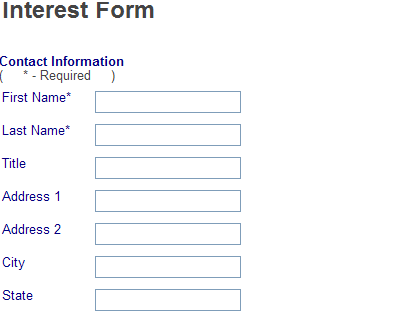 Interest Form
Contact Information
( * - Required )
First Name*
Last Name*
Title
Address 1
Address 2
City
State